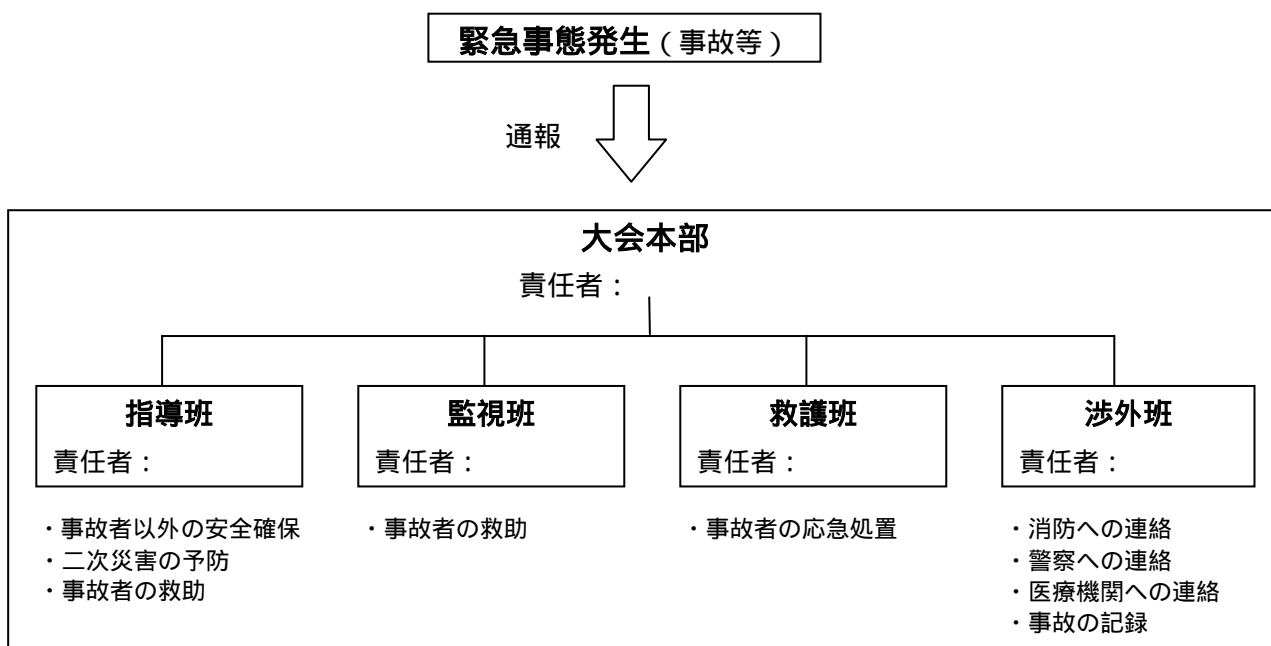 緊急事態発生（事故等）
通報
大会本部
責任者：
指導班
責任者：
・事故者以外の安全確保
・二次災害の予防
・事故者の救助
監視班
責任者：
・事故者の救助
救護班
責任者：
・事故者の応急処置
渉外班
責任者：
・消防への連絡
・警察への連絡
・医療機関への連絡
・事故の記録